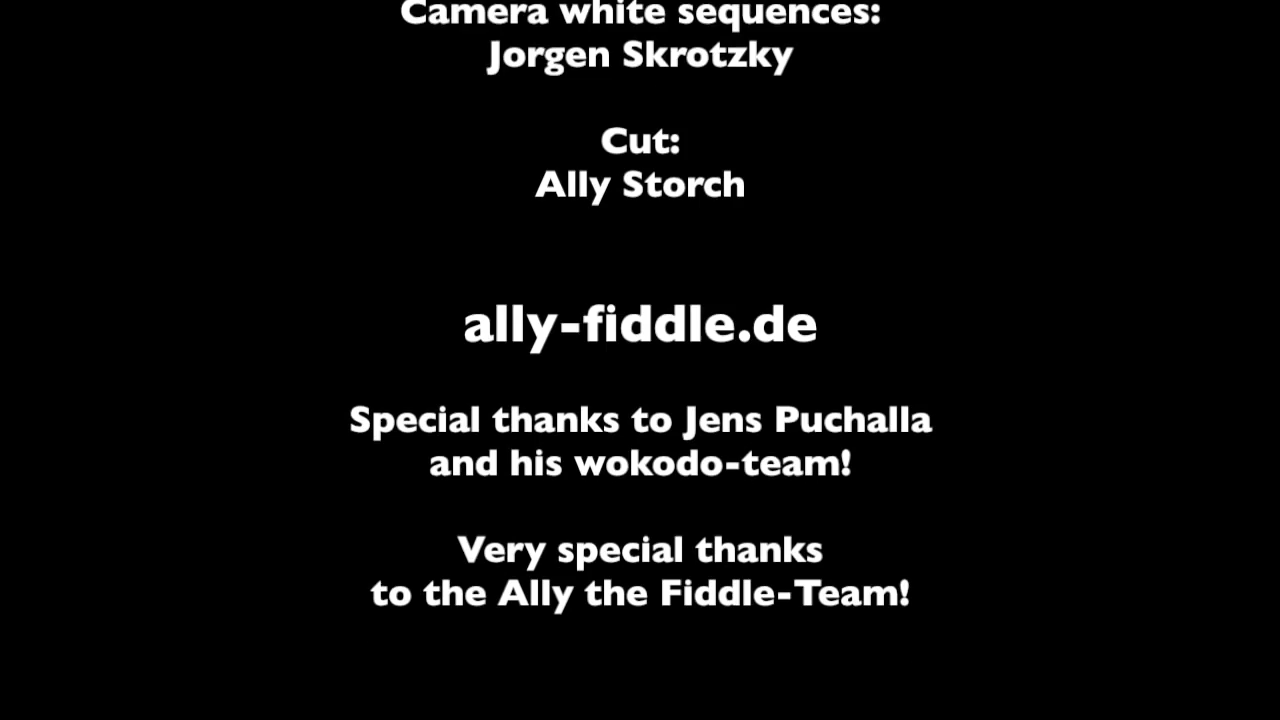 Camera white sequences:
Jorgen Skrotzky
Cut:
Ally Storch
ally-fiddle.de
Special thanks to Jens Puchalla
and his wokodo-team!
Very special thanks
to the Ally the Fiddle-Team!